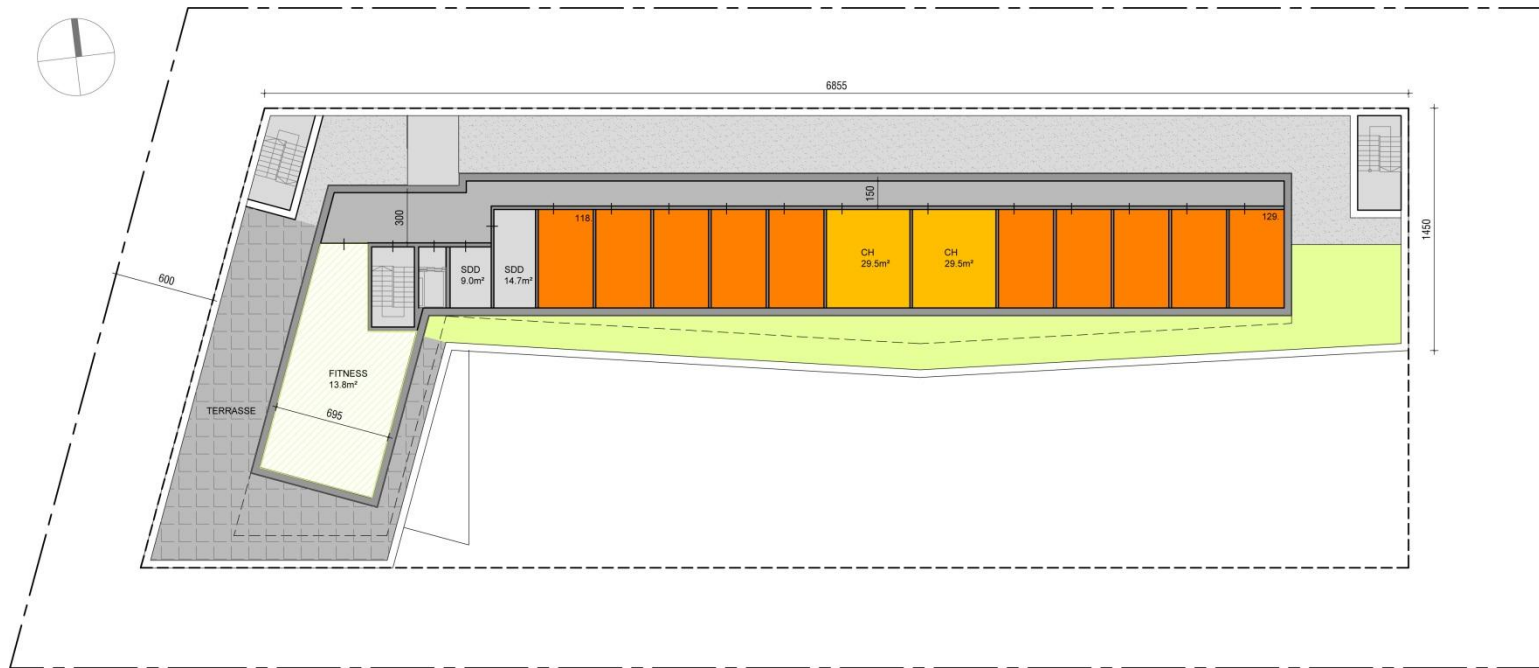 6855
150
300
118.
129.
1450
600
CH
29.5m²
CH
29.5m²
SDD
9.0m²
SDD
14.7m²
FITNESS
13.8m²
TERRASSE
695